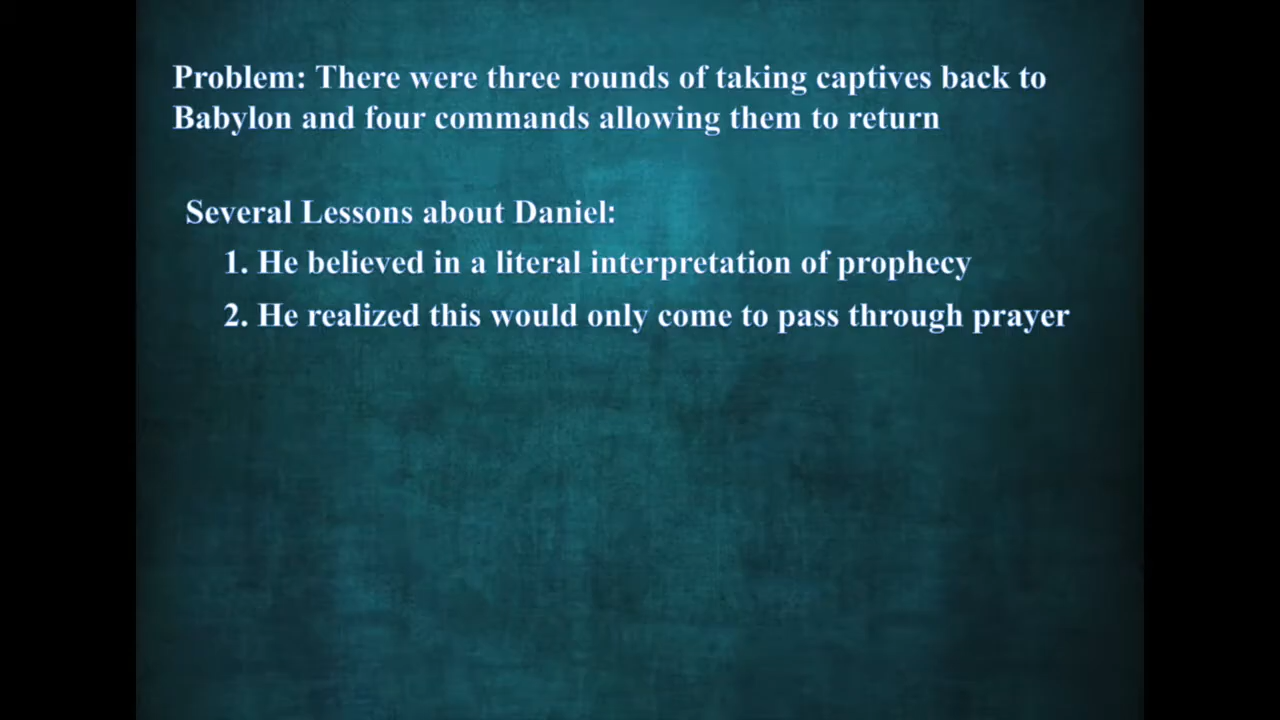 Problem: There were three rounds of taking captives back to
Babylon and four commands allowing them to return
Several Lessons about Daniel:
1. He believed in a literal interpretation of prophecy
2. He realized this would only come to pass through prayer